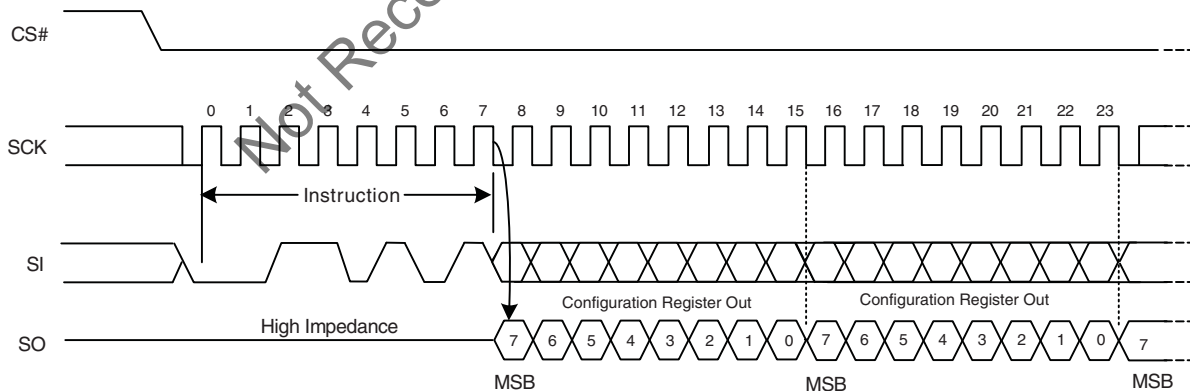 CS#
Not Reco
0 1 2 3 4 5 6 7 8 9 10 11 12 13 14 15 16 17 18 19 20 21 22 23
SCK
Instruction
SI
Configuration Register Out Configuration Register Out
High Impedance
SO
7 6 5 4 3 2 1 0 7 6 5 4 3 2 1 0 7
MSB MSB MSB